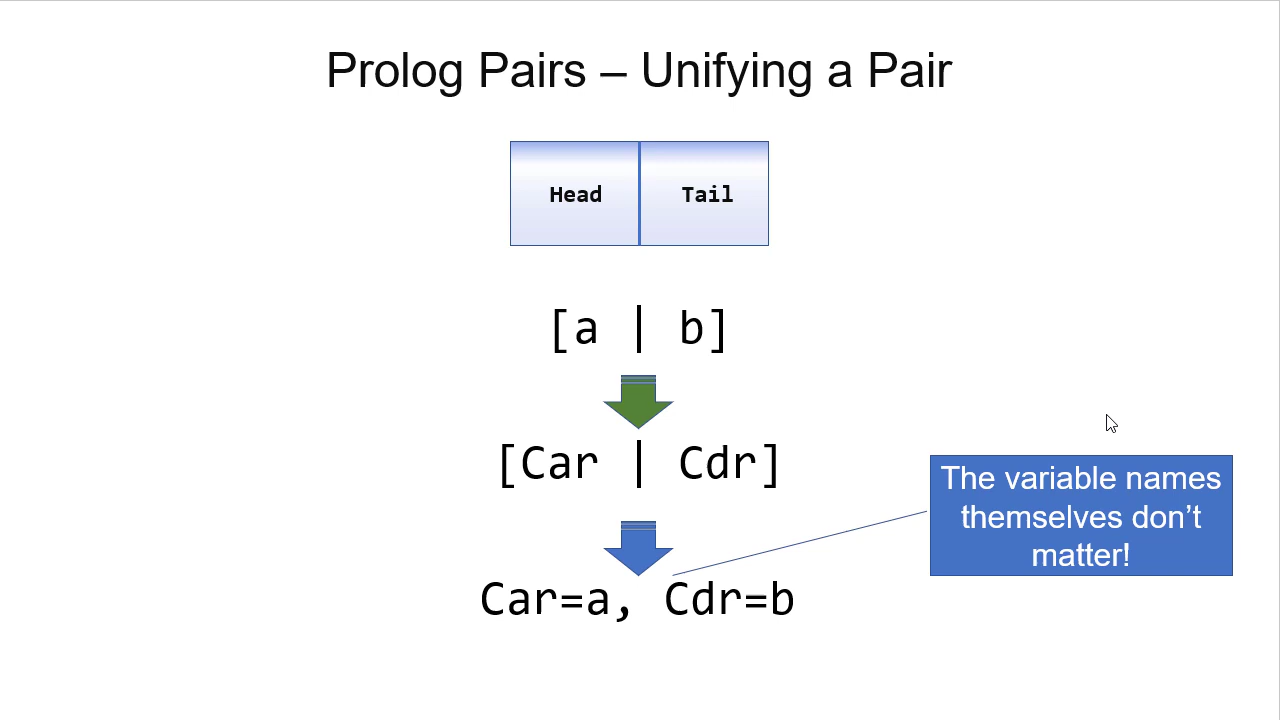 Prolog Pairs – Unifying a Pair
Head Tail
[a | b]
[Car | Cdr]
The variable names
themselves don’t
matter!
Car=a, Cdr=b